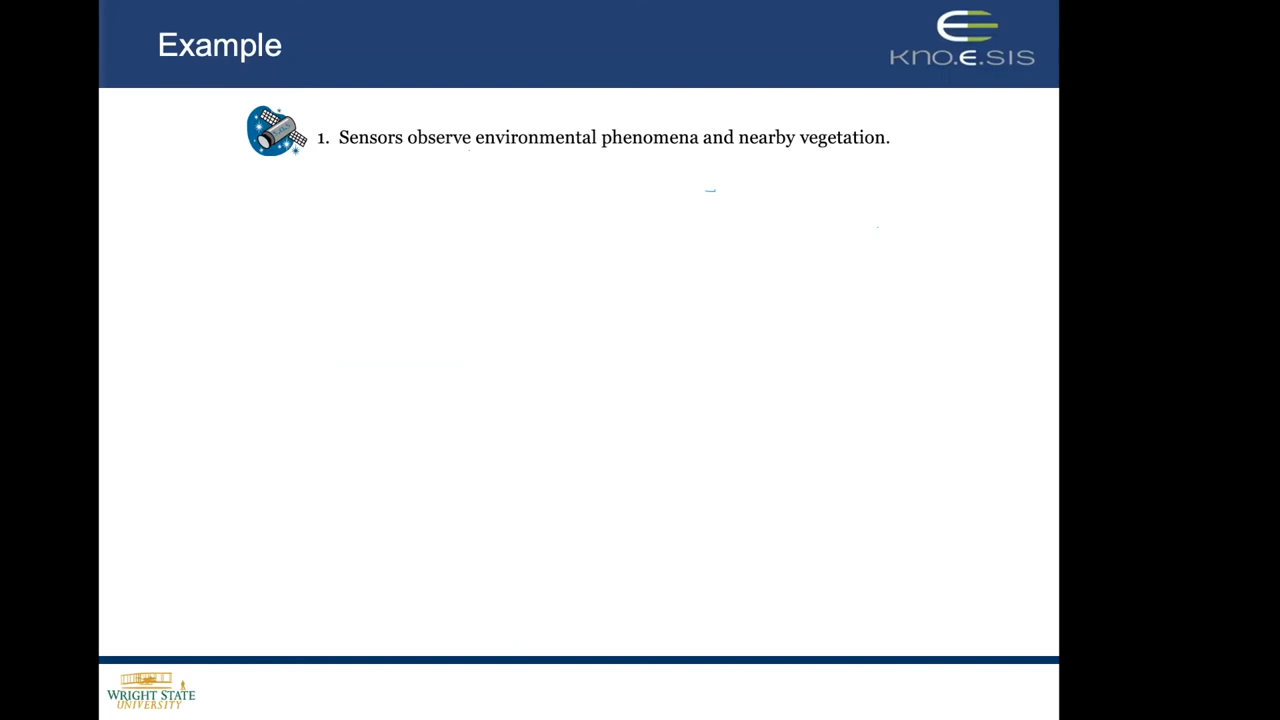 Example
KNO.E.SIS
1. Sensors observe environmental phenomena and nearby vegetation.
WRIGHT STATE
UNIVERSITY